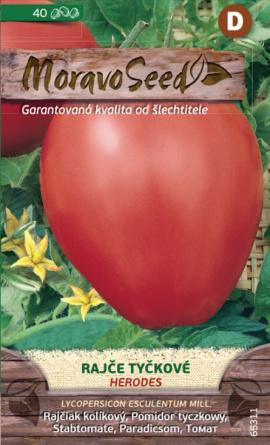 40
D
MoravoSeed
Garantovaná kvalita od šlechtitele
RAJČE TYČKOVÉ
HERODES
LYCOPERSICON ESCULENTUM MILL.
Rajčiak kolíkový, Pomidor tyczkowy,
Stabtomate, Paradicsom, Томат
65311